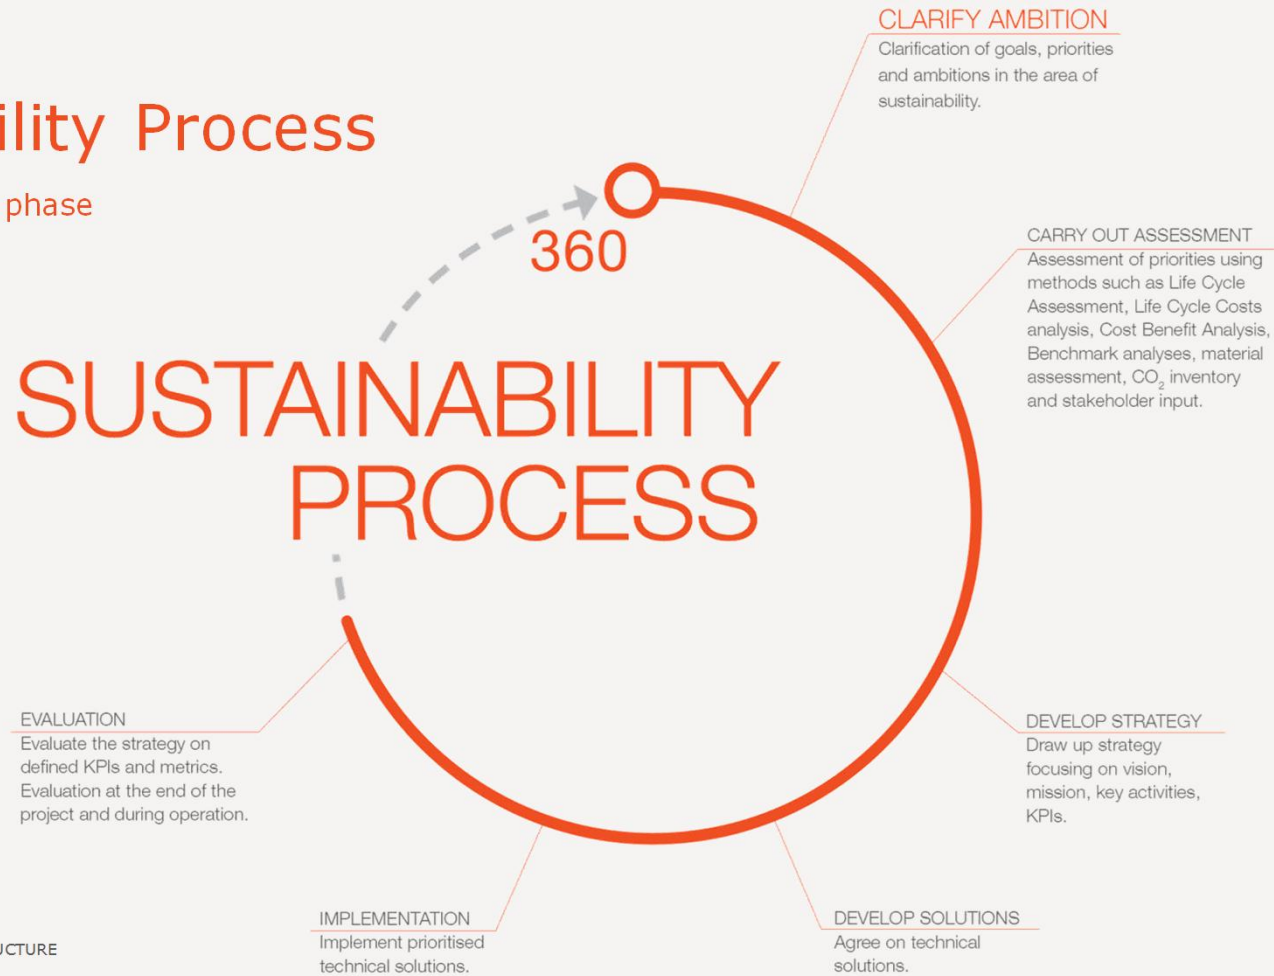 ility Process
phase
CLARIFY AMBITION
Clarification of goals, priorities
and ambitions in the area of
sustainability.
360
CARRY OUT ASSESSMENT
Assessment of priorities using
methods such as Life Cycle
Assessment, Life Cycle Costs
analysis, Cost Benefit Analysis,
Benchmark analyses, material
assessment, CO₂ inventory
and stakeholder input.
SUSTAINABILITY
PROCESS
EVALUATION
Evaluate the strategy on
defined KPIs and metrics.
Evaluation at the end of the
project and during operation.
DEVELOP STRATEGY
Draw up strategy
focusing on vision,
mission, key activities,
KPIs.
IMPLEMENTATION
Implement prioritised
technical solutions.
DEVELOP SOLUTIONS
Agree on technical
solutions.
UCTURE